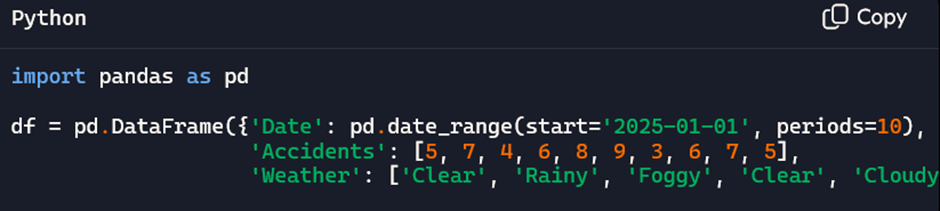 Python
Copy
import pandas as pd
df = pd.DataFrame({'Date': pd.date_range(start='2025-01-01', periods=10),
'Accidents': [5, 7, 4, 6, 8, 9, 3, 6, 7, 5],
'Weather': ['Clear', 'Rainy', 'Foggy', 'Clear', 'Cloudy